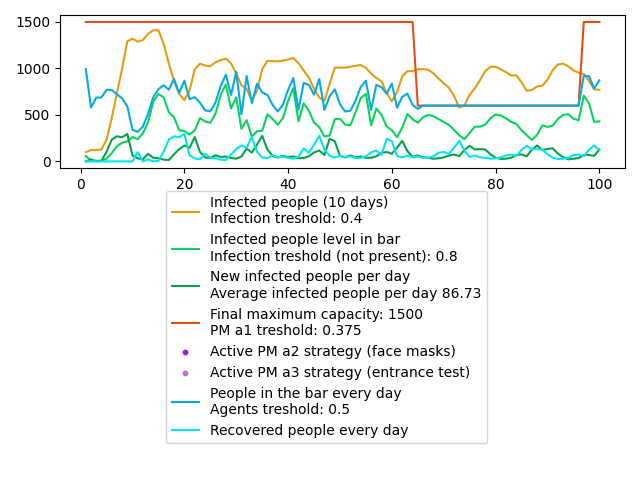 1500
1000
500
0
0
20
40
60
80
100
Infected people (10 days)
Infection treshold: 0.4
Infected people level in bar
Infection treshold (not present): 0.8
New infected people per day
Average infected people per day 86.73
Final maximum capacity: 1500
PM a1 treshold: 0.375
Active PM a2 strategy (face masks)
Active PM a3 strategy (entrance test)
People in the bar every day
Agents treshold: 0.5
Recovered people every day